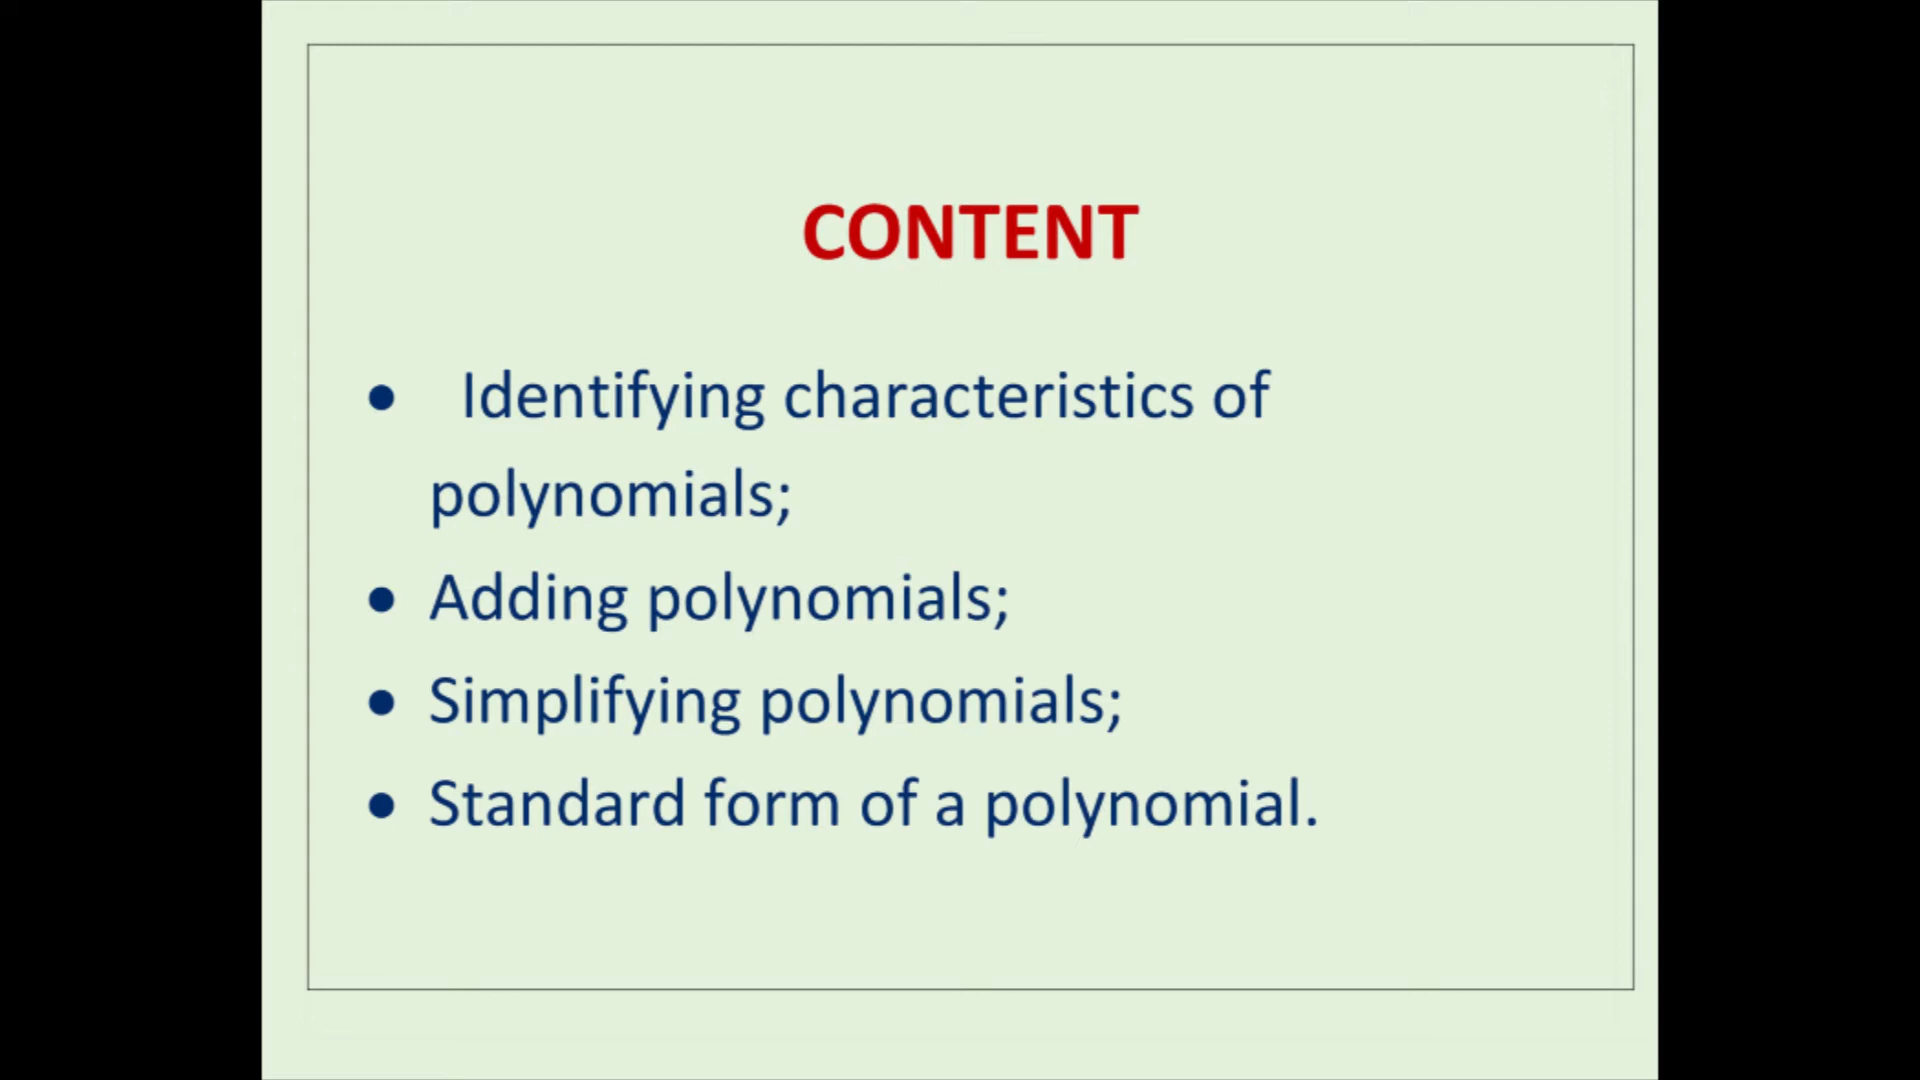 CONTENT
● Identifying characteristics of
polynomials;
● Adding polynomials;
● Simplifying polynomials;
● Standard form of a polynomial.